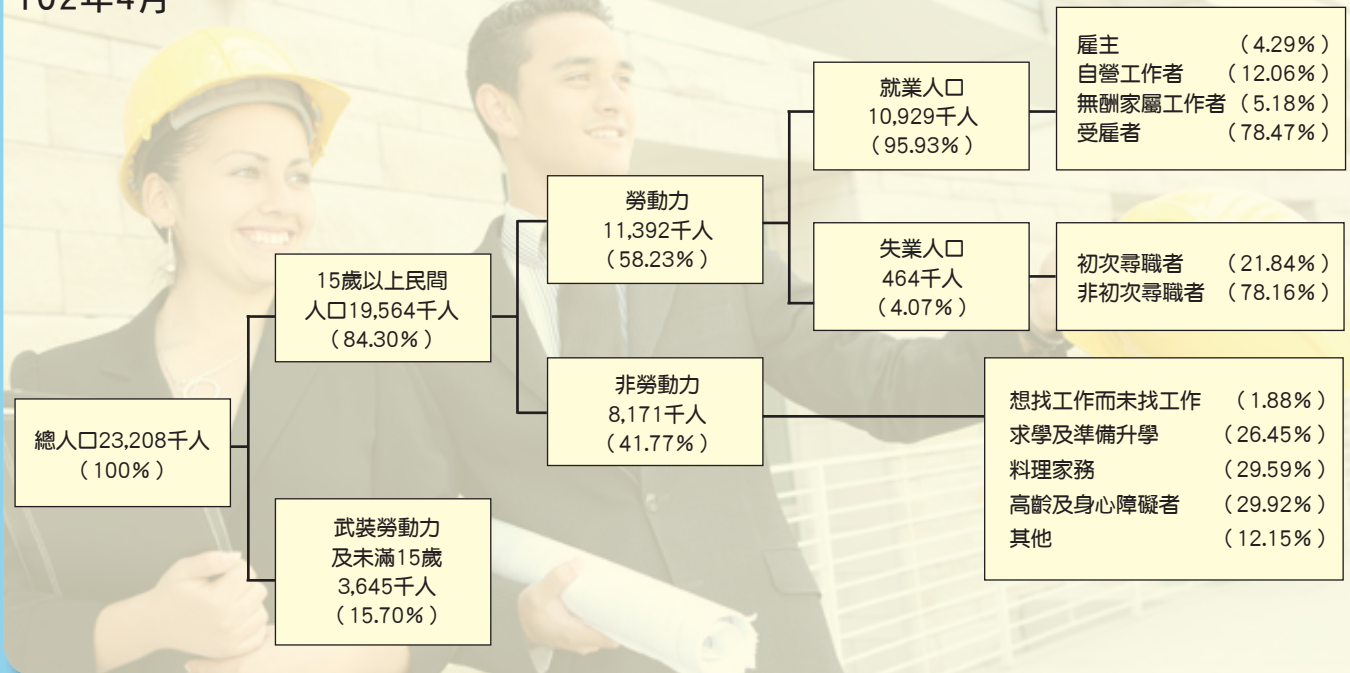 102年4月
雇主 （4.29%）
自營工作者 （12.06%）
無酬家屬工作者（5.18%）
受雇者 （78.47%）
就業人口
10,929千人
（95.93%）
勞動力
11,392千人
（58.23%）
失業人口
464千人
（4.07%）
初次尋職者 （21.84%）
非初次尋職者 （78.16%）
15歲以上民間
人口19,564千人
（84.30%）
非勞動力
8,171千人
（41.77%）
想找工作而未找工作 （1.88%）
求學及準備升學 （26.45%）
料理家務 （29.59%）
高齡及身心障礙者 （29.92%）
其他 （12.15%）
總人口23,208千人
（100%）
武裝勞動力
及未滿15歲
3,645千人
（15.70%）